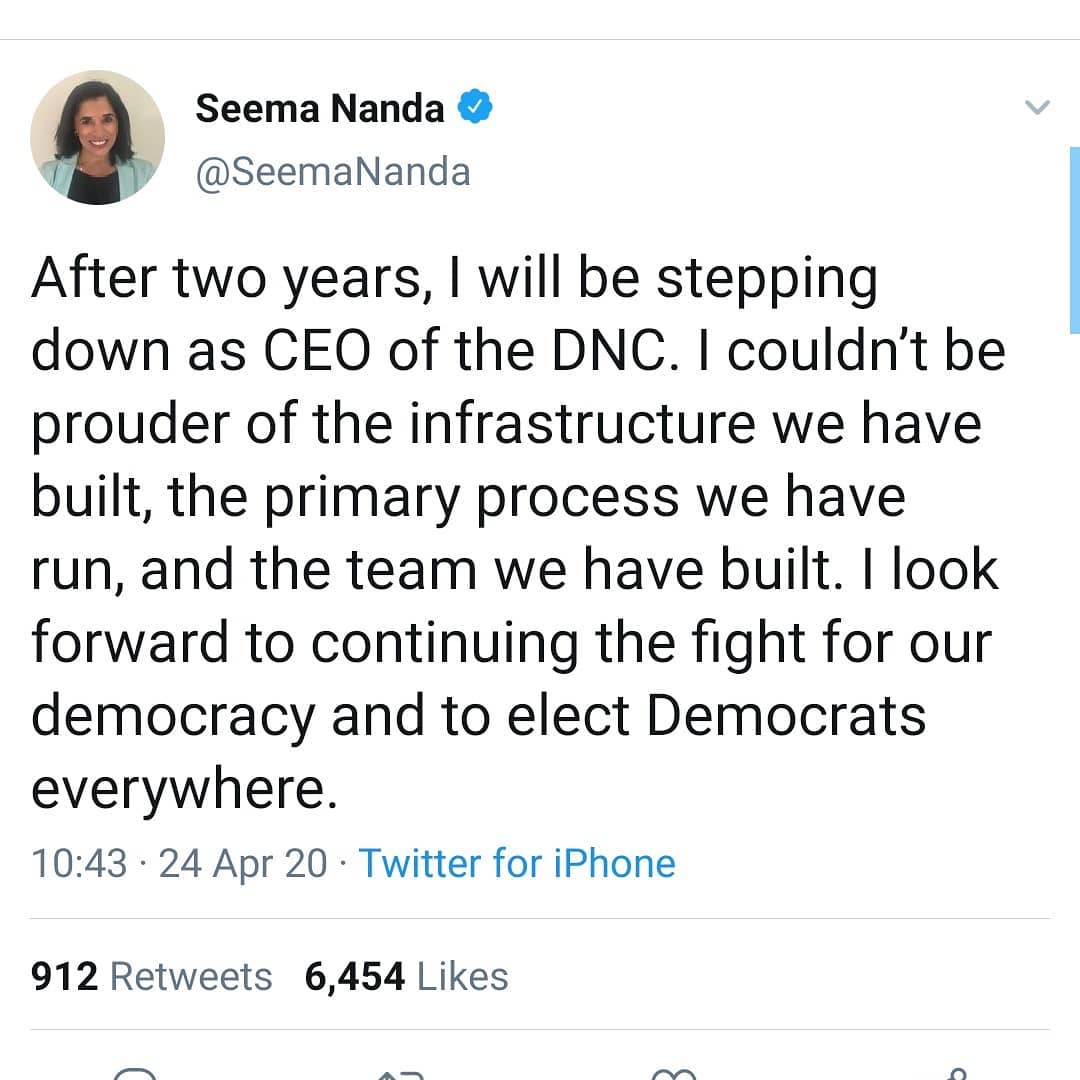 Seema Nanda
@SeemaNanda
After two years, I will be stepping
down as CEO of the DNC. I couldn’t be
prouder of the infrastructure we have
built, the primary process we have
run, and the team we have built. I look
forward to continuing the fight for our
democracy and to elect Democrats
everywhere.
10:43 · 24 Apr 20 · Twitter for iPhone
912 Retweets 6,454 Likes